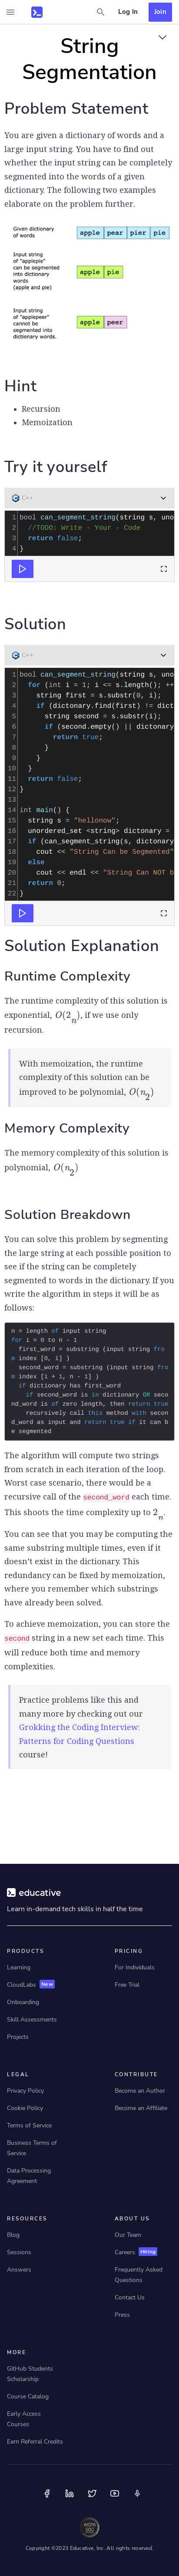 Log In
Join
String
Segmentation
Problem Statement
You are given a dictionary of words and a
large input string. You have to find out
whether the input string can be completely
segmented into the words of a given
dictionary. The following two examples
elaborate on the problem further.
Given dictionary
of words
apple pear pier pie
Input string
of "applepie"
can be segmented
into dictionary
words
(apple and pie)
apple pie
Input string
of "applepeer"
cannot be
segmented into
dictionary words
apple peer
Hint
• Recursion
• Memoization
Try it yourself
C++
1 bool can_segment_string(string s, uno
2 //TODO: Write - Your - Code
3 return false;
4 }
Solution
C++
1 bool can_segment_string(string s, uno
2 for (int i = 1; i <= s.length(); ++
3 string first = s.substr(0, i);
4 if (dictionary.find(first) != dict
5 string second = s.substr(i);
6 if (second.empty() || dictionary
7 return true;
8 }
9 }
10 }
11 return false;
12 }
13
14 int main() {
15 string s = "hellonow";
16 unordered_set <string> dictionary =
17 if (can_segment_string(s, dictionary
18 cout << "String can be Segmented"
19 else
20 cout << endl << "String Can NOT b
21 return 0;
22 }
Solution Explanation
Runtime Complexity
The runtime complexity of this solution is
exponential, O(2n), if we use only
recursion.
With memoization, the runtime
complexity of this solution can be
improved to be polynomial, O(n2)
Memory Complexity
The memory complexity of this solution is
polynomial, O(n2)
Solution Breakdown
You can solve this problem by segmenting
the large string at each possible position to
see if the string can be completely
segmented to words in the dictionary. If you
write the algorithm in steps it will be as
follows:
n = length of input string
for i = 0 to n - 1
first_word = substring (input string fro
m index [0, i] )
second_word = substring (input string fro
m index [i + 1, n - 1] )
if dictionary has first_word
if second_word is in dictionary OR seco
nd_word is of zero length, then return true
recursively call this method with secon
d_word as input and return true if it can b
e segmented
The algorithm will compute two strings
from scratch in each iteration of the loop.
Worst case scenario, there would be a
recursive call of the second_word each time.
This shoots the time complexity up to 2n.
You can see that you may be computing the
same substring multiple times, even if it
doesn't exist in the dictionary. This
redundancy can be fixed by memoization,
where you remember which substrings
have already been solved.
To achieve memoization, you can store the
second string in a new set each time. This
will reduce both time and memory
complexities.
Practice problems like this and
many more by checking out our
Grokking the Coding Interview:
Patterns for Coding Questions
course!
educative
Learn in-demand tech skills in half the time
PRODUCTS
Learning
CloudLabs New
Onboarding
Skill Assessments
Projects
PRICING
For Individuals
Free Trial
LEGAL
Privacy Policy
Cookie Policy
Terms of Service
Business Terms of
Service
Data Processing
Agreement
CONTRIBUTE
Become an Author
Become an Affiliate
RESOURCES
Blog
Sessions
Answers
ABOUT US
Our Team
Careers Hiring
Frequently Asked
Questions
Contact Us
Press
MORE
GitHub Students
Scholarship
Course Catalog
Early Access
Courses
Earn Referral Credits
Copyright ©2023 Educative, Inc. All rights reserved.